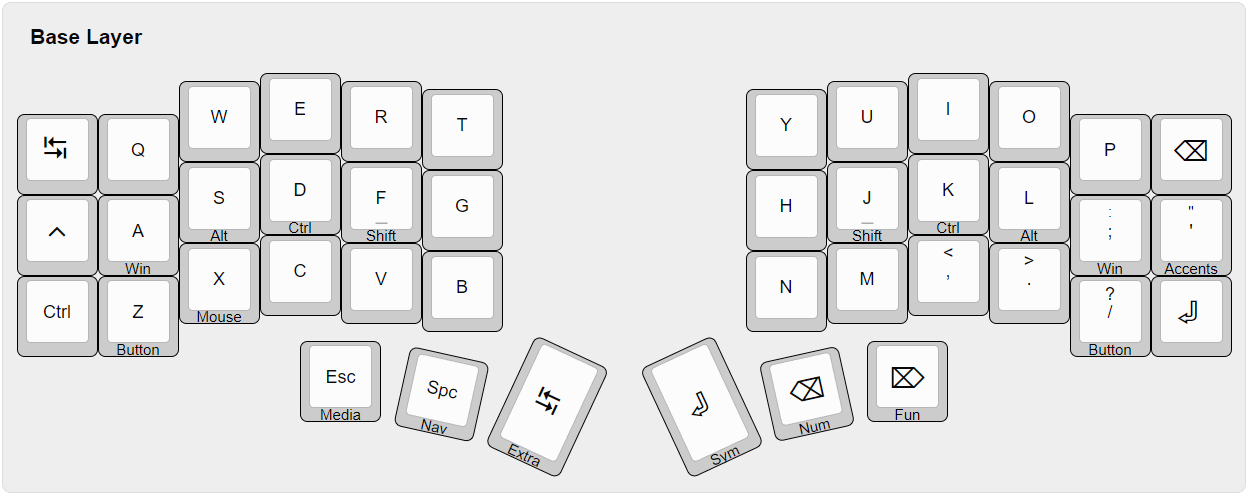 Base Layer
E I
W R U O
T Y
Q P
D K
S F J L
Ctrl Ctrl
G H
: "
A ; '
Alt Shift Shift Alt
<
>
Win Win Accents
C ,
X V M .
B N
?
Ctrl Z /
Mouse
Button Button
Esc Spc
Media Nav Num Fun
Extra Sym